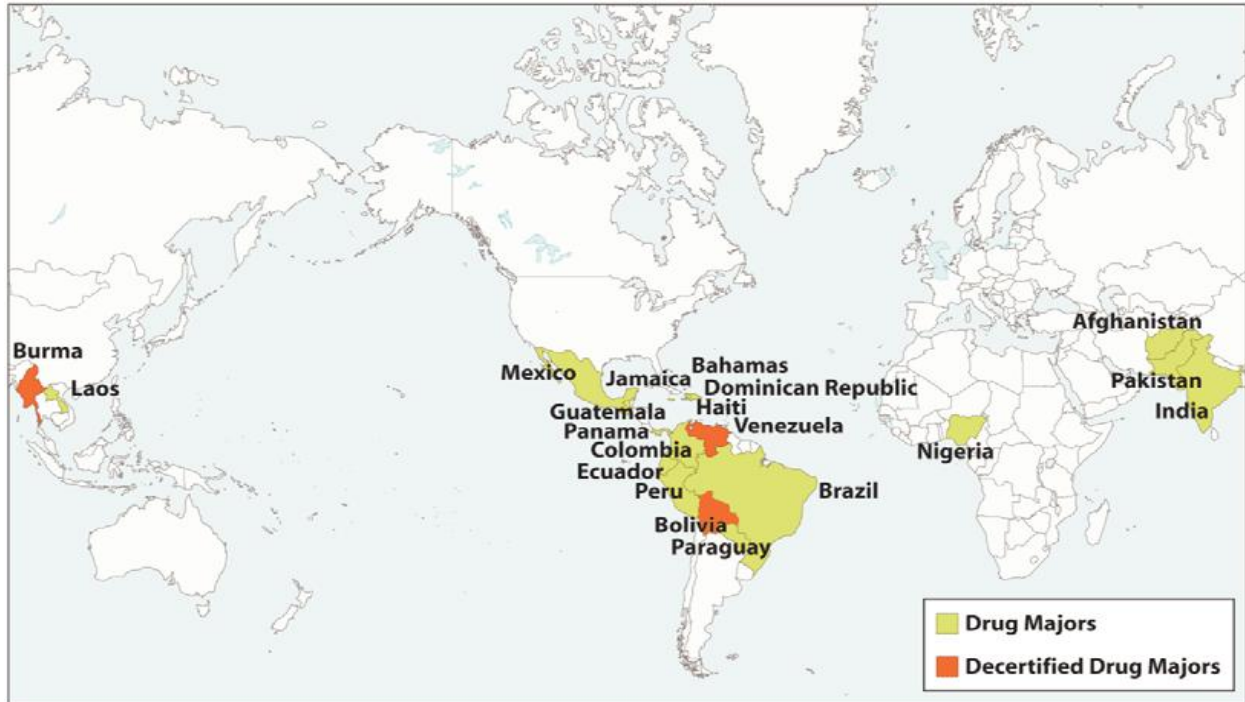 Burma
Laos
Mexico
Jamaica
Bahamas
Dominican Republic
Haiti
Guatemala
Venezuela
Panama
Colombia
Ecuador
Peru
Brazil
Bolivia
Paraguay
Afghanistan
Pakistan
India
Nigeria
Drug Majors
Decertified Drug Majors